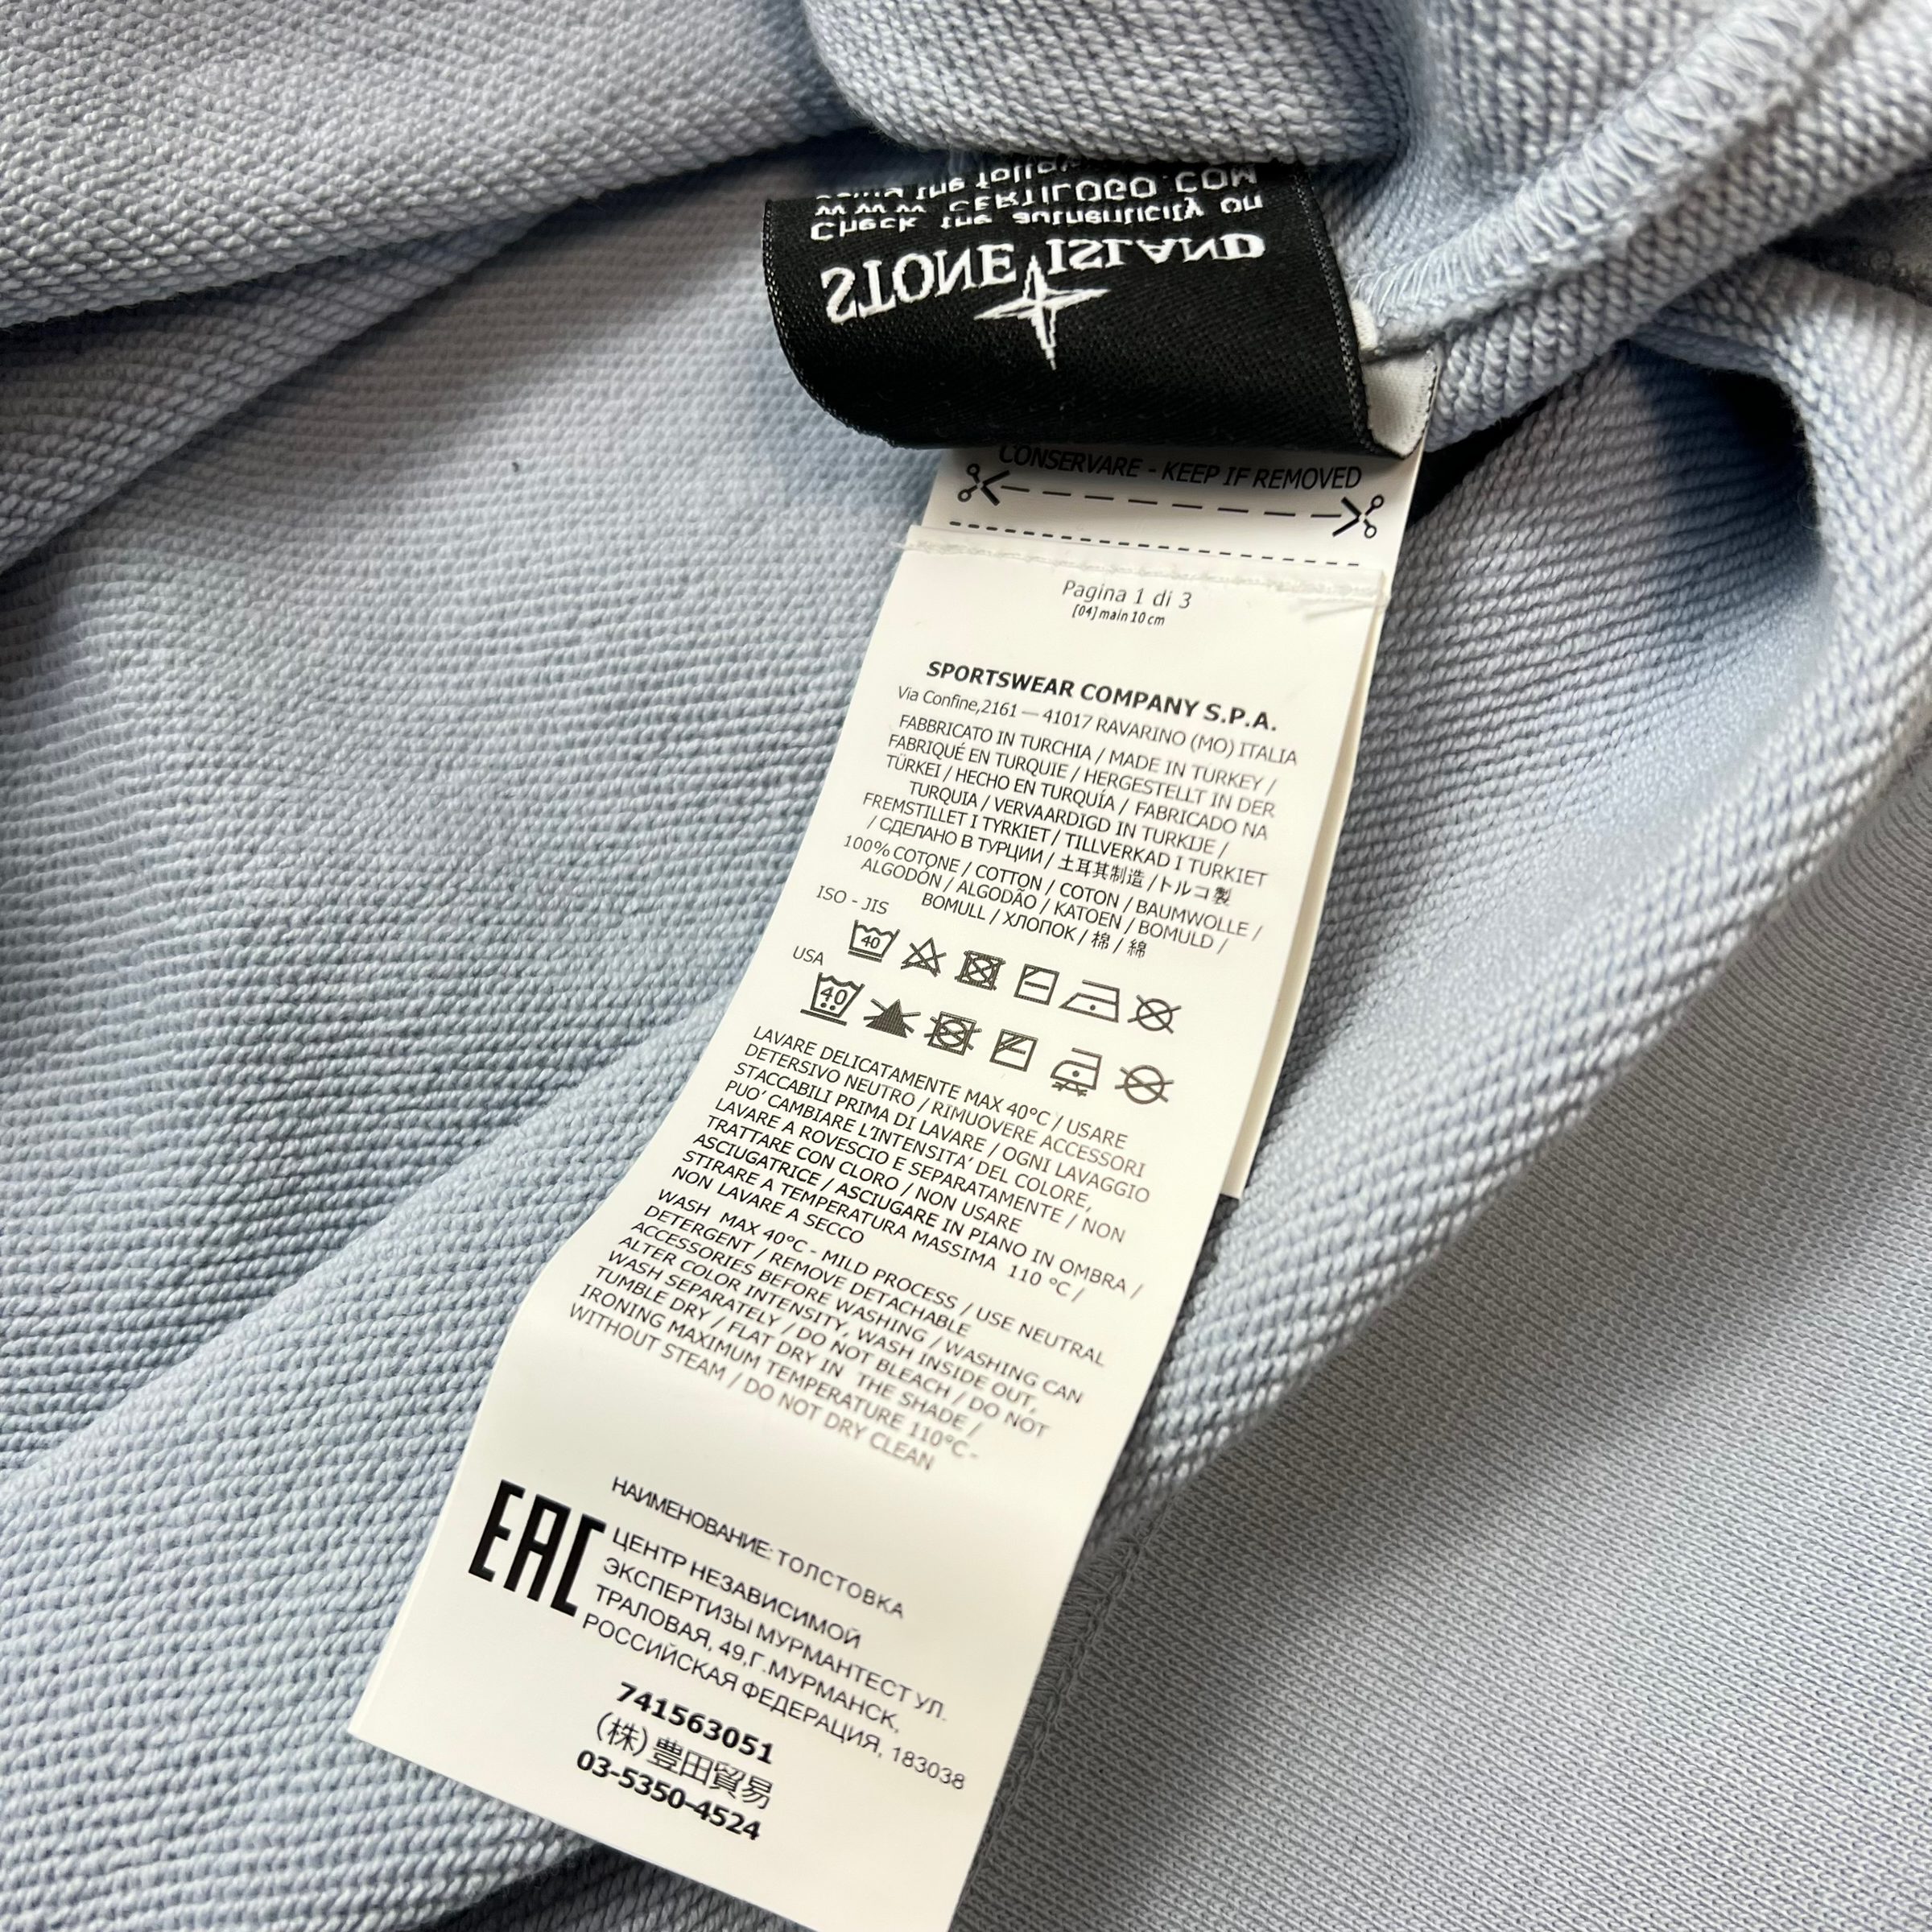 STONE ISLAND
Check the authenticity on
WWW.CERTILOGO.COM
the
CONSERVARE - KEEP IF REMOVED
Pagina 1 di 3
[04] main 10 cm
SPORTSWEAR COMPANY S.P.A.
Via Confine,2161 — 41017 RAVARINO (MO) ITALIA
FABBRICATO IN TURCHIA / MADE IN TURKEY /
FABRIQUÉ EN TURQUIE / HERGESTELLT IN DER
TÜRKEI / HECHO EN TURQUÍA / FABRICADO NA
TURQUIA / VERVAARDIGD IN TURKIJE /
FREMSTILLET I TYRKIET / TILLVERKAD I TURKIET
/ СДЕЛАНО В ТУРЦИИ / 土耳其制造 /トルコ製
100% COTONE / COTTON / COTON / BAUMWOLLE /
ALGODÓN / ALGODÃO / KATOEN / BOMULD /
BOMULL / ХЛОПОК / 棉 / 綿
ISO - JIS
40
USA
40
LAVARE DELICATAMENTE MAX 40°C / USARE
DETERSIVO NEUTRO / RIMUOVERE ACCESSORI
STACCABILI PRIMA DI LAVARE / OGNI LAVAGGIO
PUO' CAMBIARE L'INTENSITA' DEL COLORE,
LAVARE A ROVESCIO E SEPARATAMENTE / NON
TRATTARE CON CLORO / NON USARE
ASCIUGATRICE / ASCIUGARE IN PIANO IN OMBRA /
STIRARE A TEMPERATURA MASSIMA 110 °C /
NON LAVARE A SECCO
WASH MAX 40°C - MILD PROCESS / USE NEUTRAL
DETERGENT / REMOVE DETACHABLE
ACCESSORIES BEFORE WASHING / WASHING CAN
ALTER COLOR INTENSITY, WASH INSIDE OUT,
WASH SEPARATELY / DO NOT BLEACH / DO NOT
TUMBLE DRY / FLAT DRY IN THE SHADE /
IRONING MAXIMUM TEMPERATURE 110°C -
WITHOUT STEAM / DO NOT DRY CLEAN
EAC
НАИМЕНОВАНИЕ: ТОЛСТОВКА
ЦЕНТР НЕЗАВИСИМОЙ
ЭКСПЕРТИЗЫ МУРМАНТЕСТ УЛ.
ТРАЛОВАЯ, 49,Г.МУРМАНСК,
РОССИЙСКАЯ ФЕДЕРАЦИЯ, 183038
741563051
(株)豊田貿易
03-5350-4524